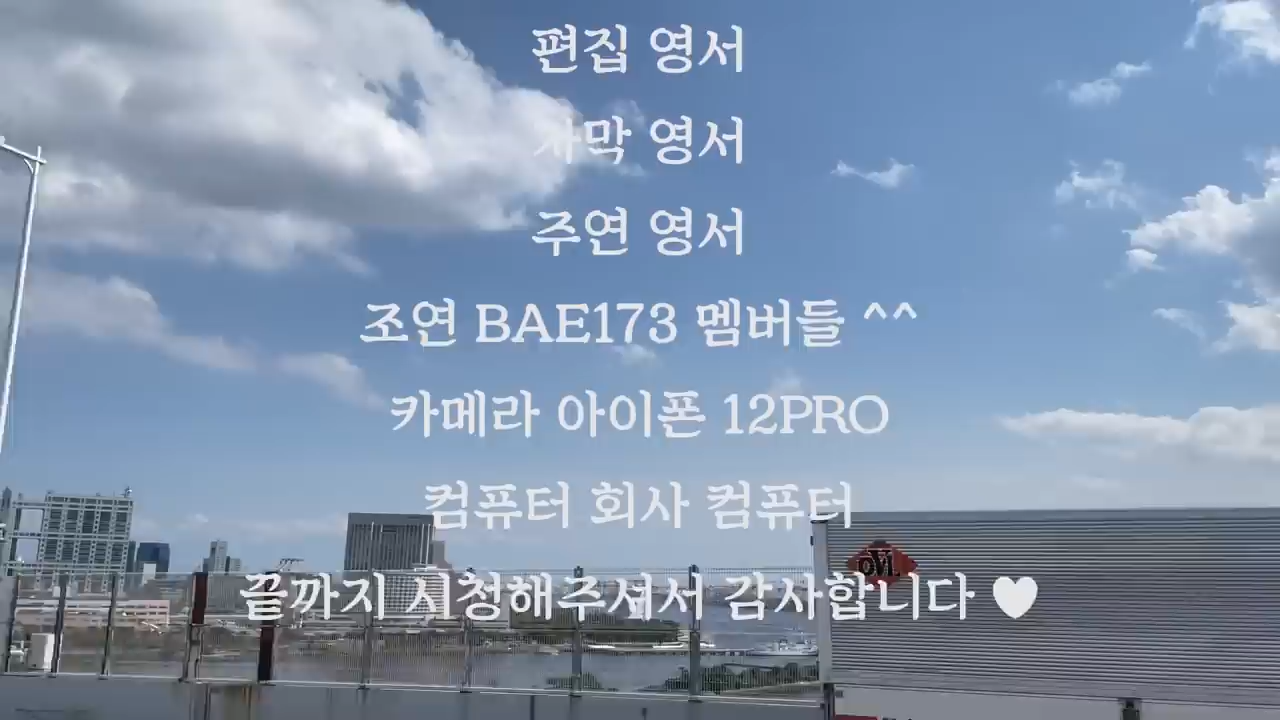 편집 영서
자막 영서
주연 영서
조연 BAE173 멤버들 ^^
카메라 아이폰 12PRO
컴퓨터 회사 컴퓨터
끝까지 시청해주셔서 감사합니다 ♥